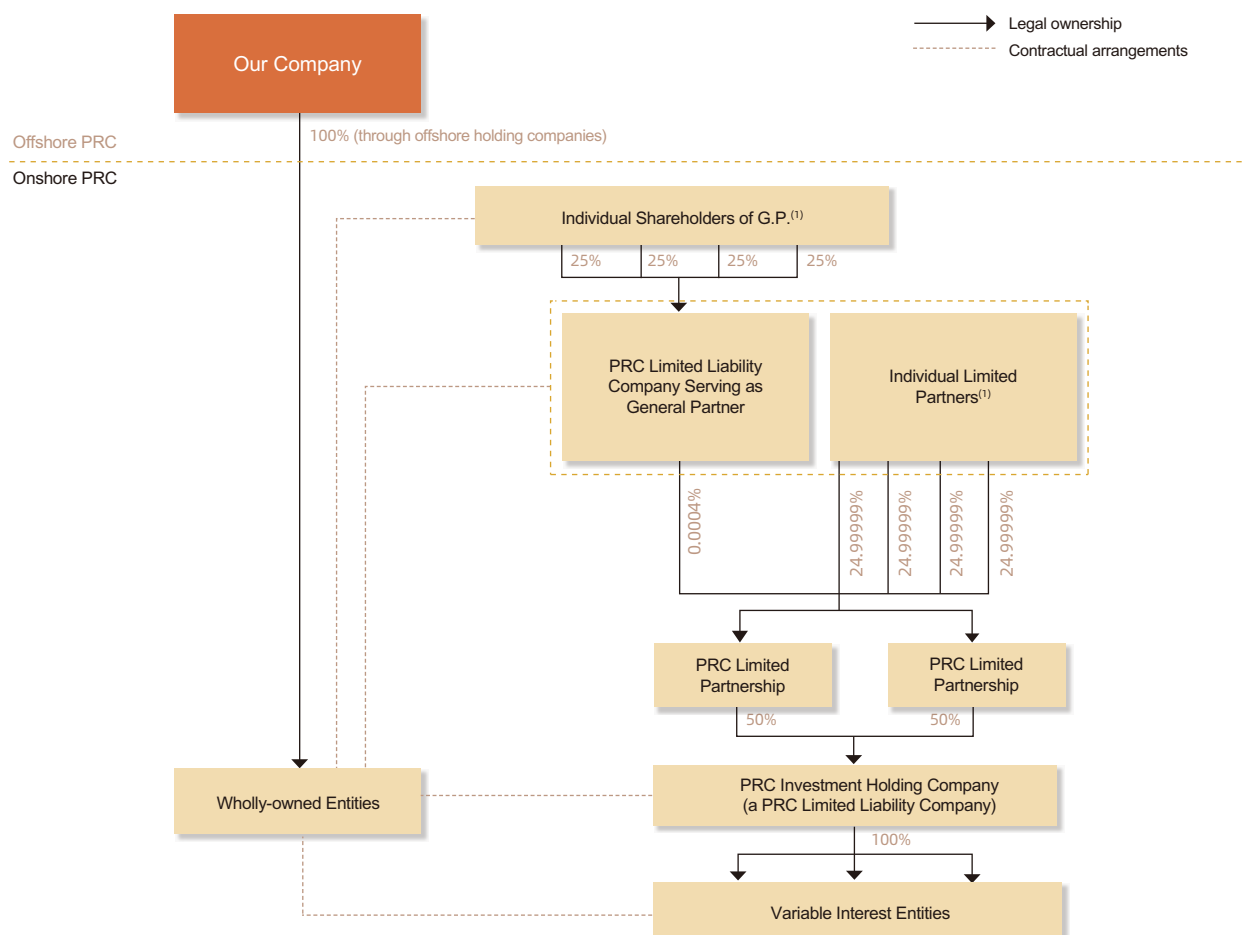 Legal ownership
Contractual arrangements
Our Company
100% (through offshore holding companies)
Offshore PRC
Onshore PRC
Individual Shareholders of G.P.(1)
25%
25%
25%
25%
PRC Limited Liability
Company Serving as
General Partner
Individual Limited
Partners(1)
0.0004%
24.99999%
24.99999%
24.99999%
24.99999%
PRC Limited
Partnership
PRC Limited
Partnership
50%
50%
Wholly-owned Entities
PRC Investment Holding Company
(a PRC Limited Liability Company)
100%
Variable Interest Entities